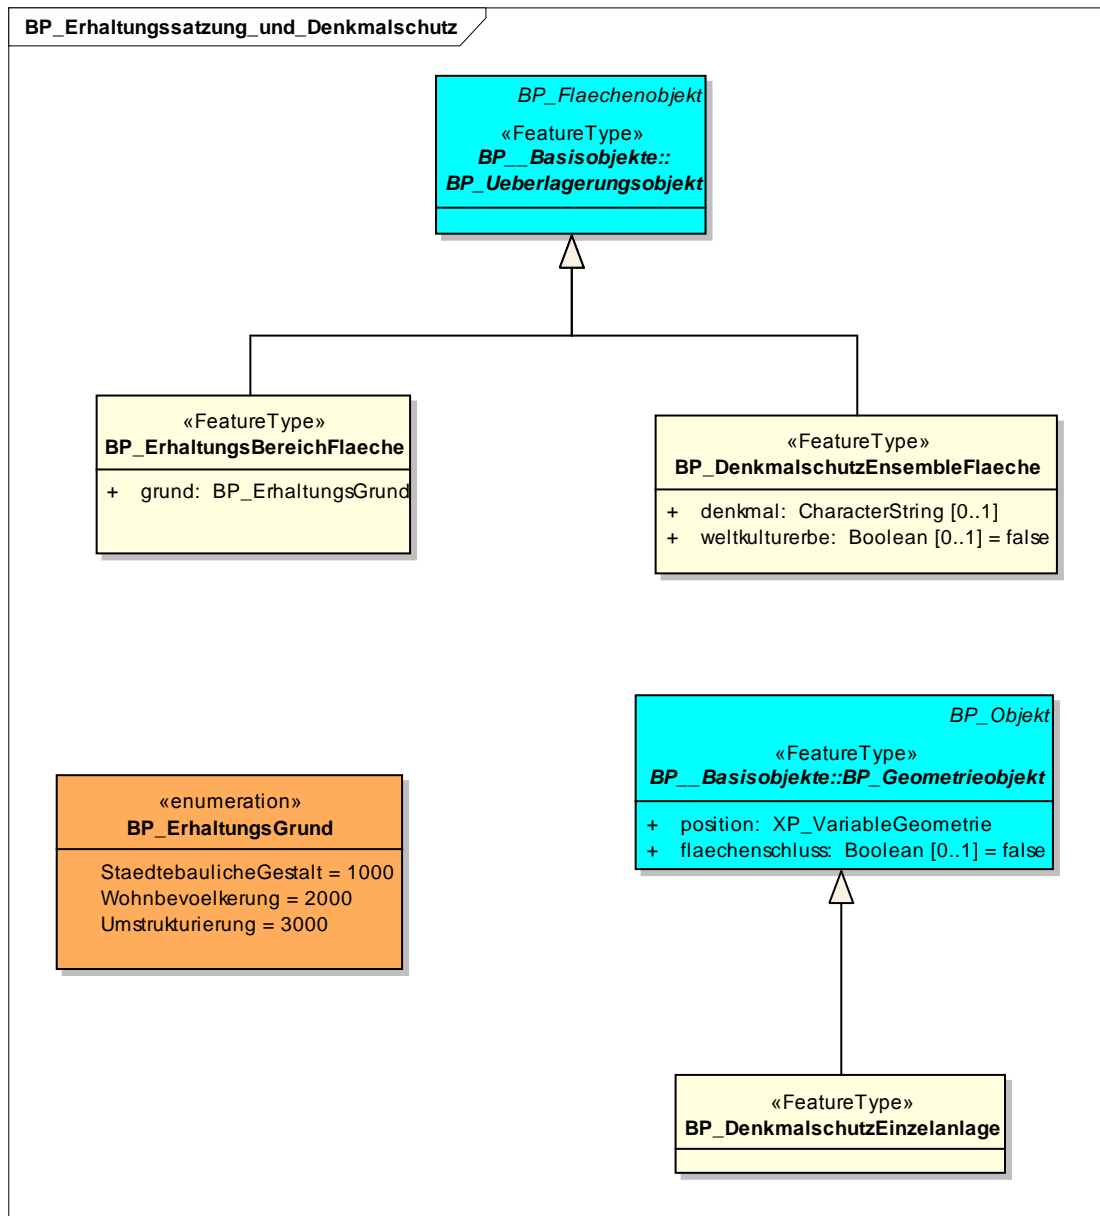 BP_Erhaltungssatzung_und_Denkmalschutz
BP_Flaechenobjekt
«FeatureType»
BP__Basisobjekte::
BP_Ueberlagerungsobjekt
«FeatureType»
BP_ErhaltungsBereichFlaeche
+ grund: BP_ErhaltungsGrund
«FeatureType»
BP_DenkmalschutzEnsembleFlaeche
+ denkmal: CharacterString [0..1]
+ weltkulturerbe: Boolean [0..1] = false
BP_Objekt
«FeatureType»
BP__Basisobjekte::BP_Geometrieobjekt
+ position: XP_VariableGeometrie
+ flaechenschluss: Boolean [0..1] = false
«enumeration»
BP_ErhaltungsGrund
StaedtebaulicheGestalt = 1000
Wohnbevoelkerung = 2000
Umstrukturierung = 3000
«FeatureType»
BP_DenkmalschutzEinzelanlage